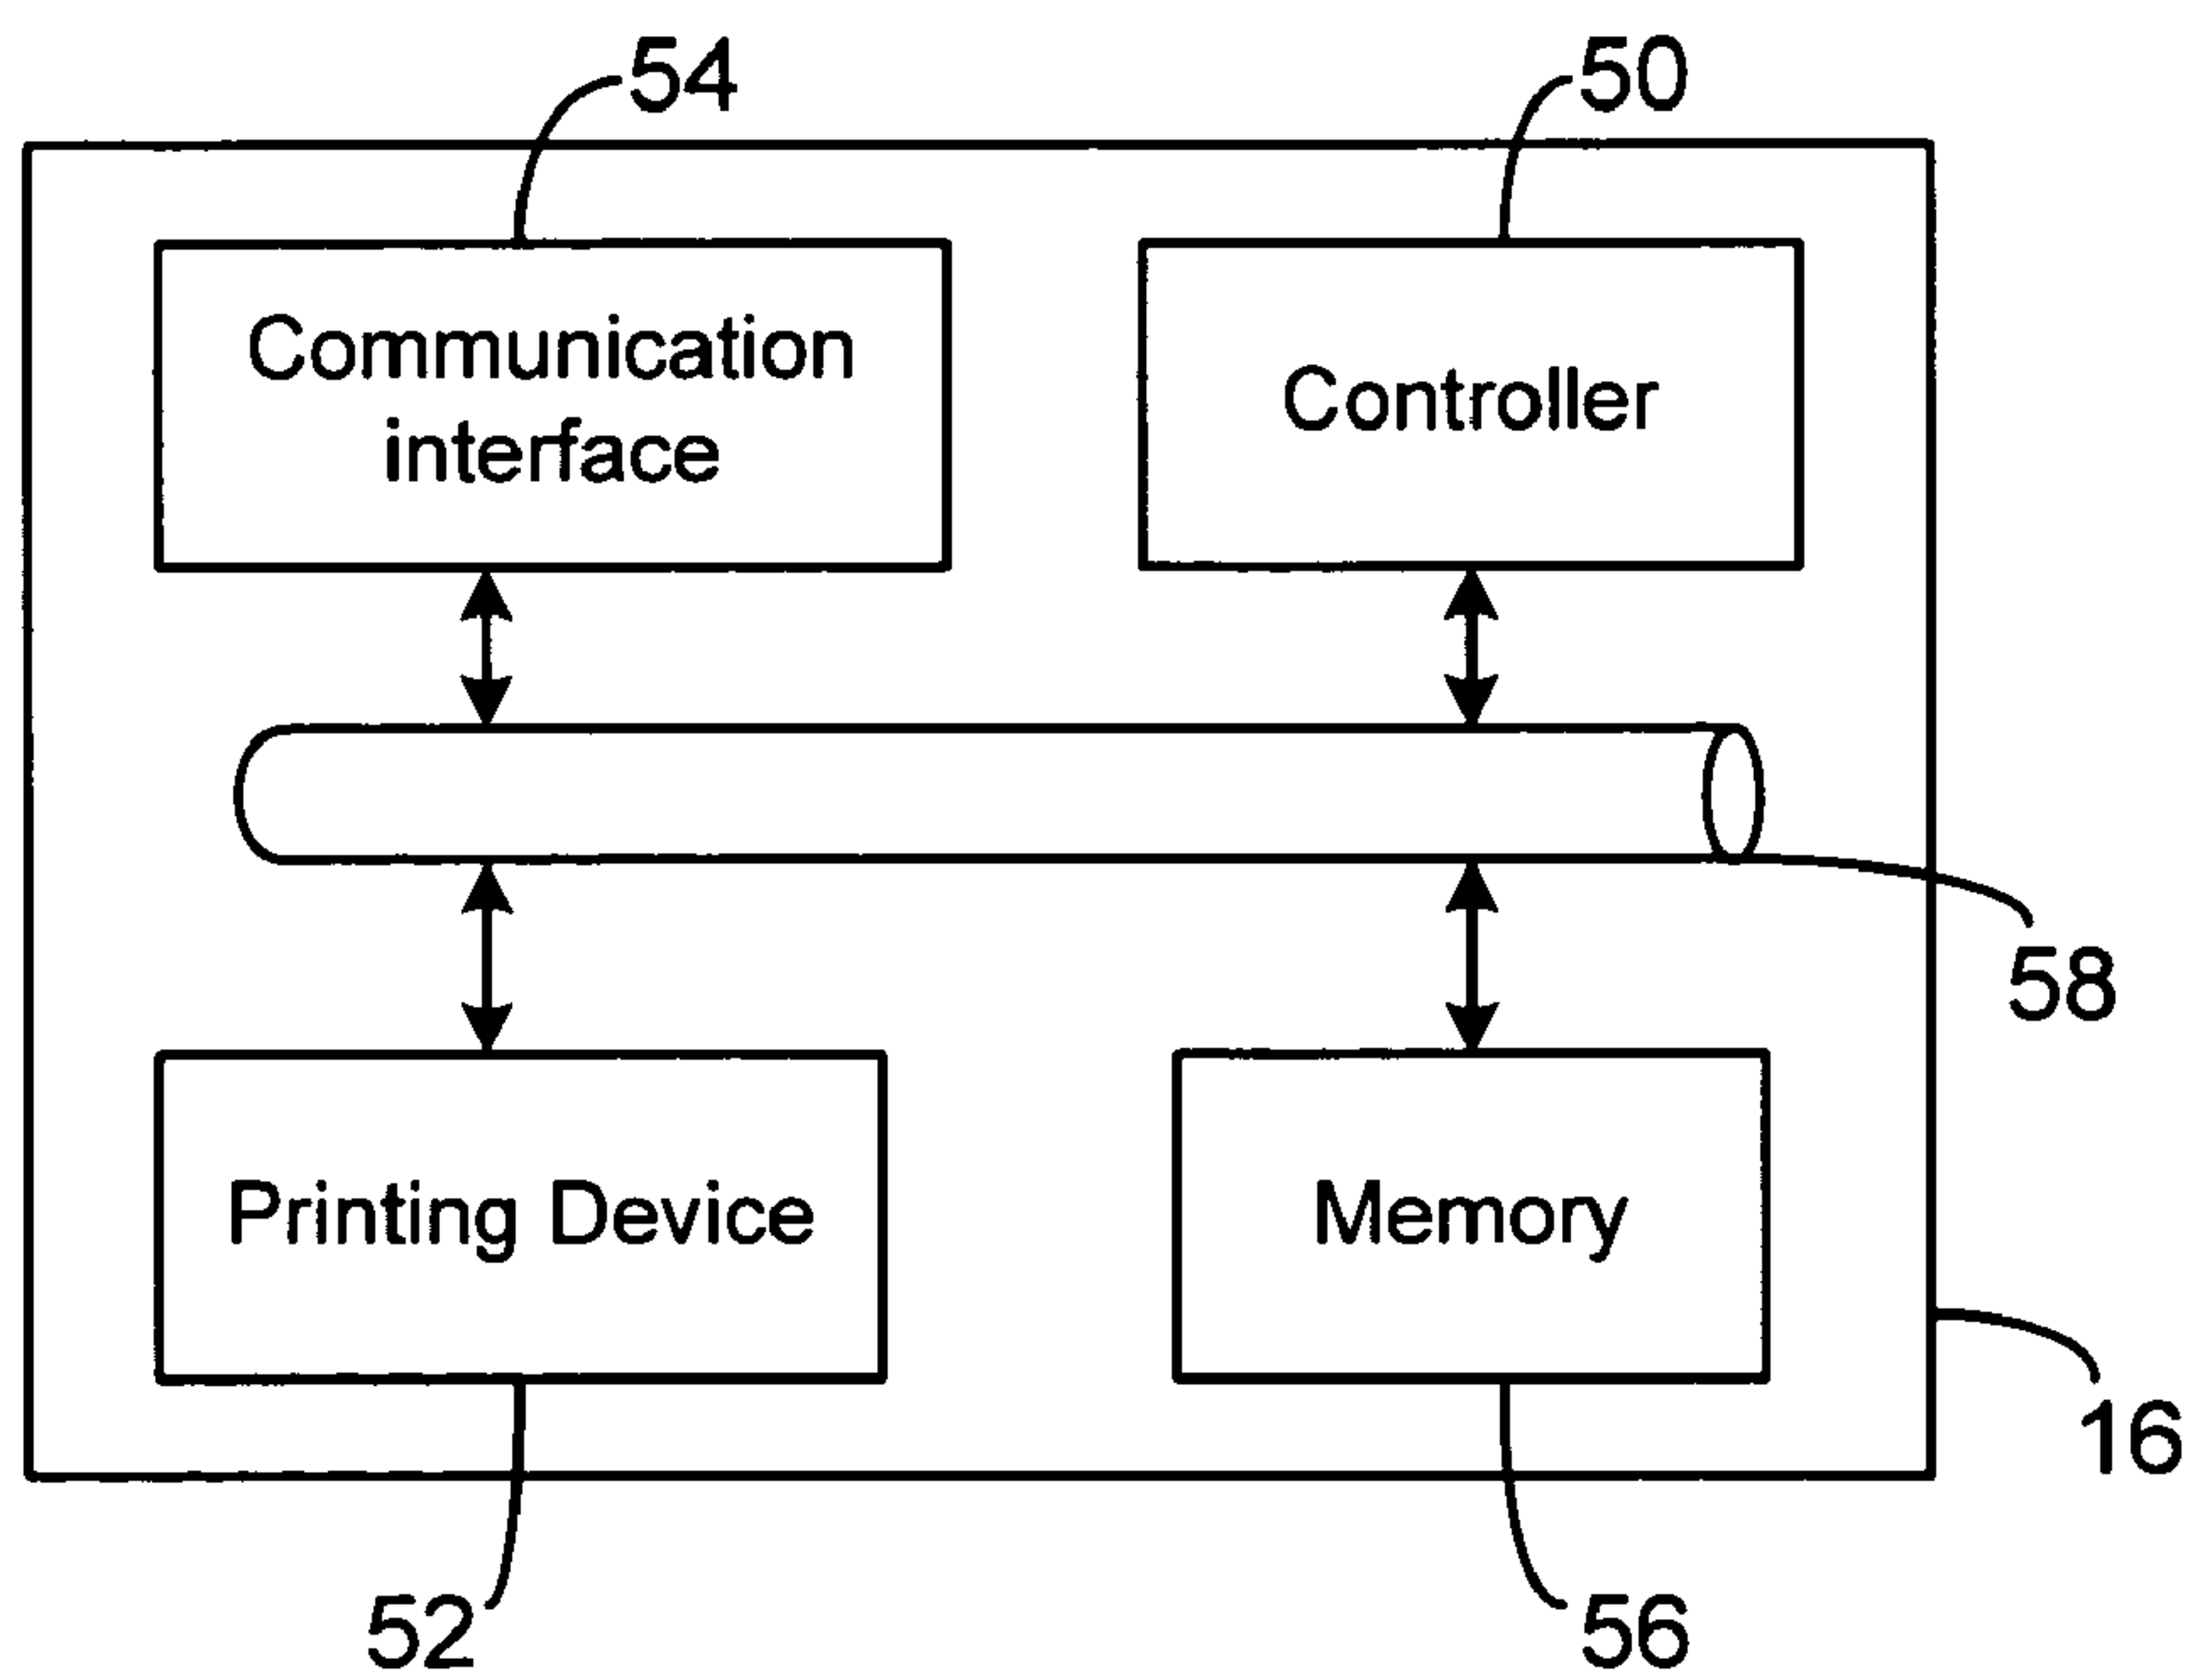 54
50
Communication
interface
Controller
58
Printing Device
Memory
16
52
56